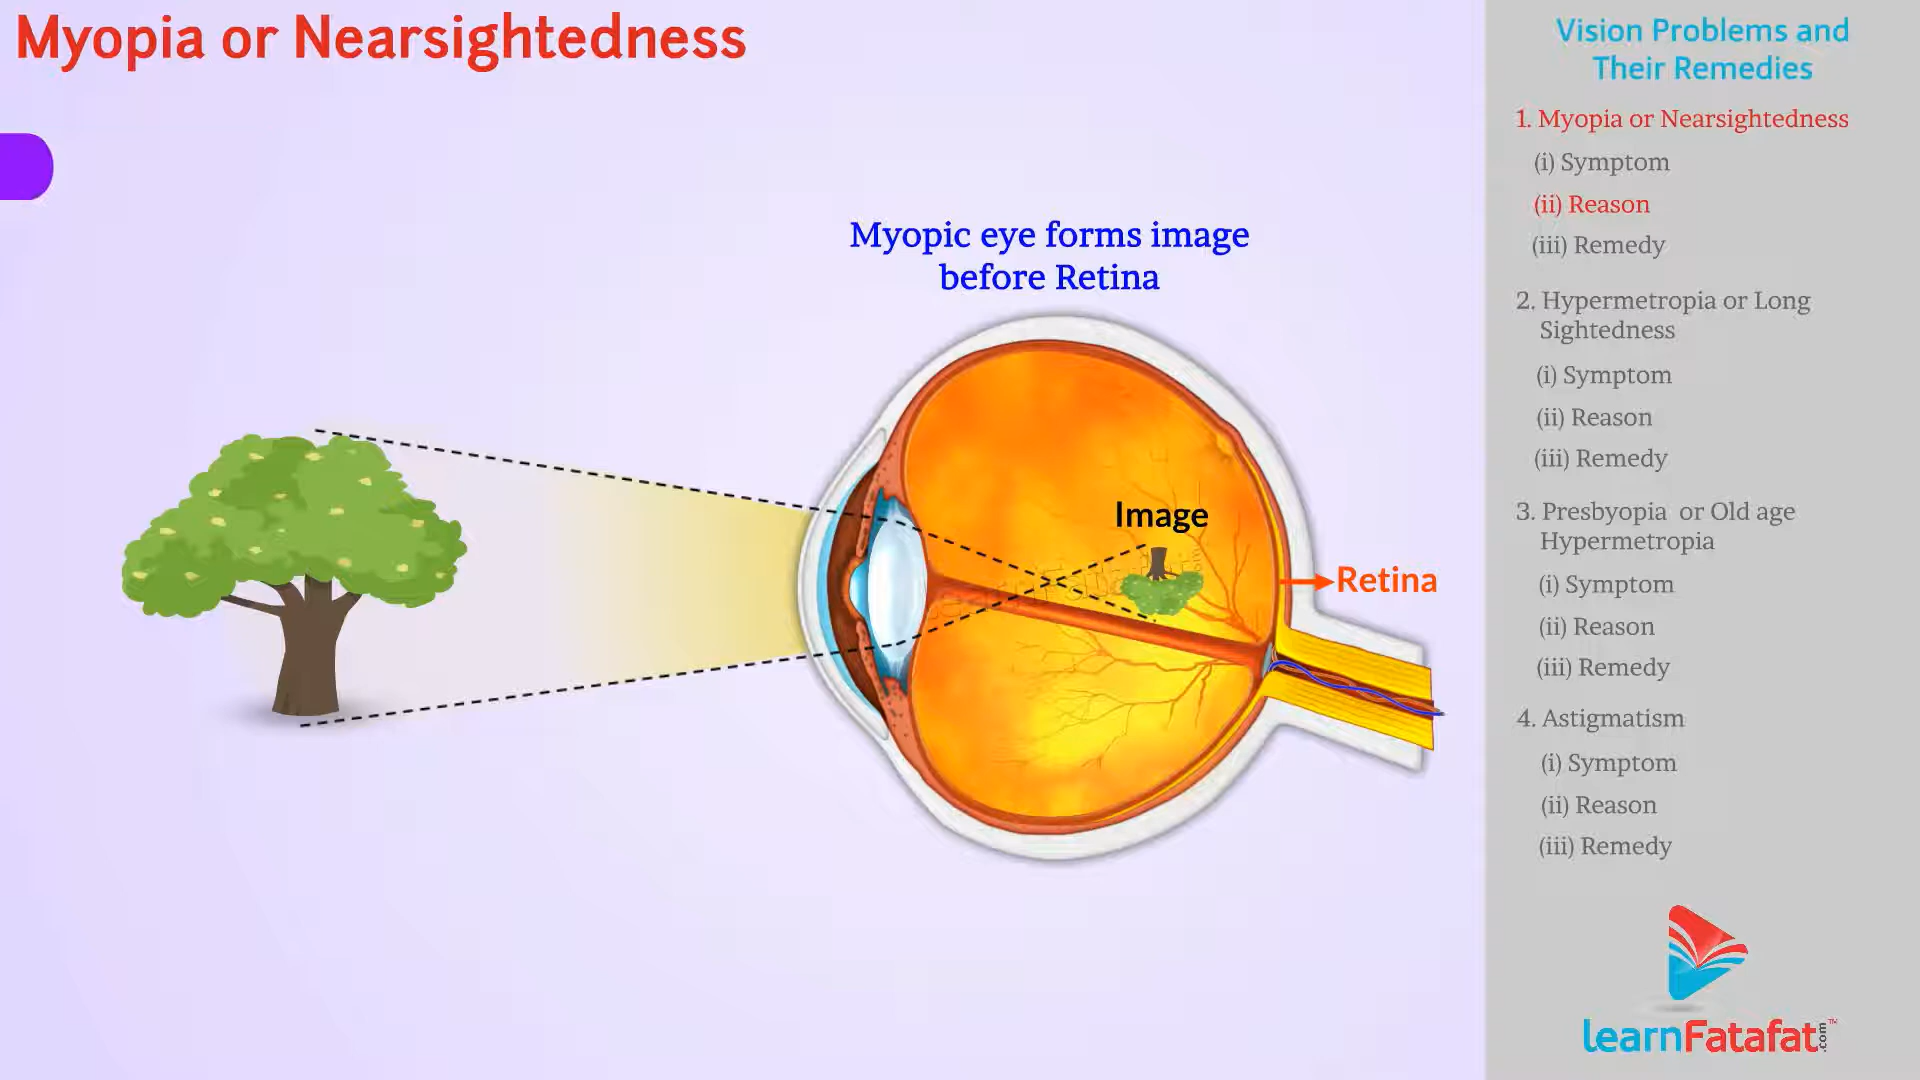 Myopia or Nearsightedness
Myopic eye forms image
before Retina
Image
Retina
Vision Problems and
Their Remedies
1. Myopia or Nearsightedness
(i) Symptom
(ii) Reason
(iii) Remedy
2. Hypermetropia or Long
Sightedness
(i) Symptom
(ii) Reason
(iii) Remedy
3. Presbyopia or Old age
Hypermetropia
(i) Symptom
(ii) Reason
(iii) Remedy
4. Astigmatism
(i) Symptom
(ii) Reason
(iii) Remedy
learnFatafat.com™